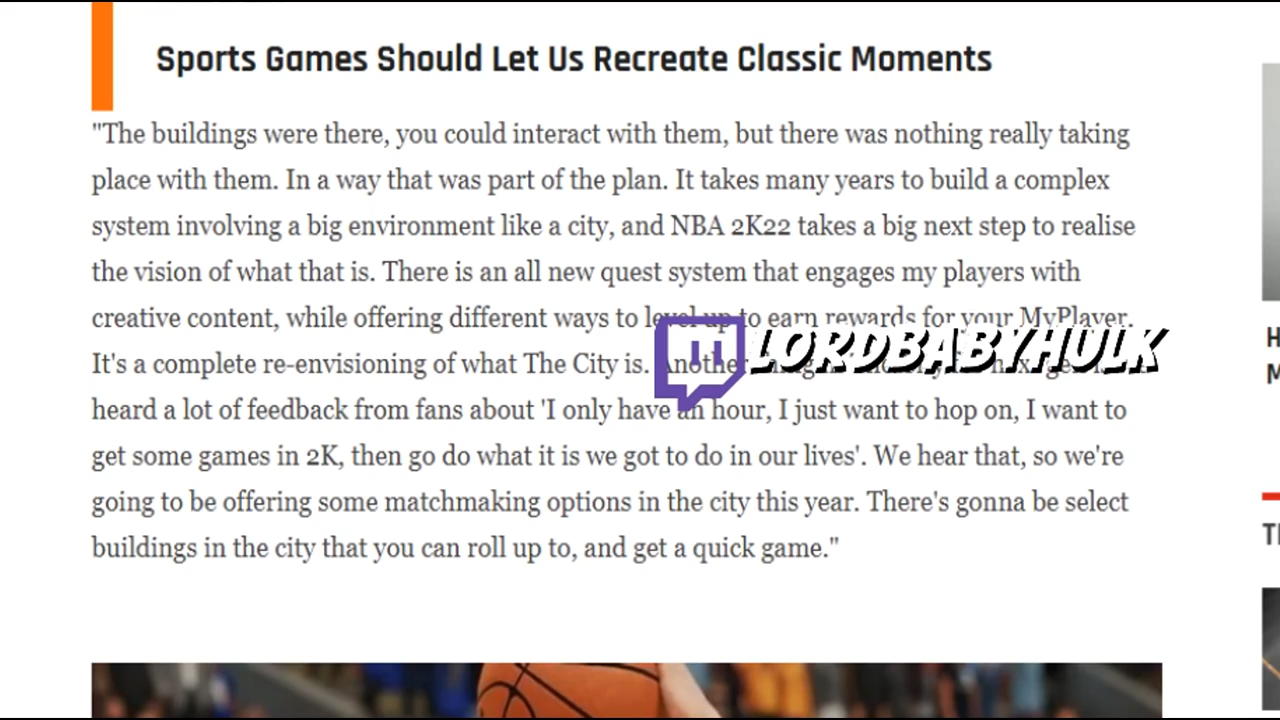 Sports Games Should Let Us Recreate Classic Moments
"The buildings were there, you could interact with them, but there was nothing really taking
place with them. In a way that was part of the plan. It takes many years to build a complex
system involving a big environment like a city, and NBA 2K22 takes a big next step to realise
the vision of what that is. There is an all new quest system that engages my players with
creative content, while offering different ways to level up to earn rewards for your MyPlayer.
It's a complete re-envisioning of what The City is. Another
LORDBABYHULK
heard a lot of feedback from fans about 'I only have an hour, I just want to hop on, I want to
get some games in 2K, then go do what it is we got to do in our lives'. We hear that, so we're
going to be offering some matchmaking options in the city this year. There's gonna be select
buildings in the city that you can roll up to, and get a quick game."